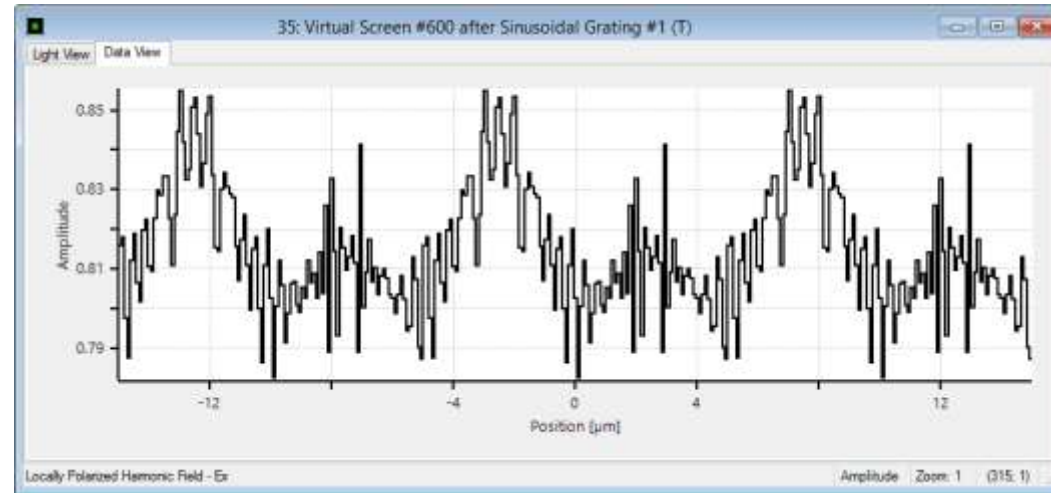 35: Virtual Screen #600 after Sinusoidal Grating #1 (T)
Light View Data View
0.85
0.83
0.81
0.79
Amplitude
-12 -4 0 4 12
Position [µm]
Locally Polarized Harmonic Field - Ex Amplitude Zoom: 1 (315; 1)